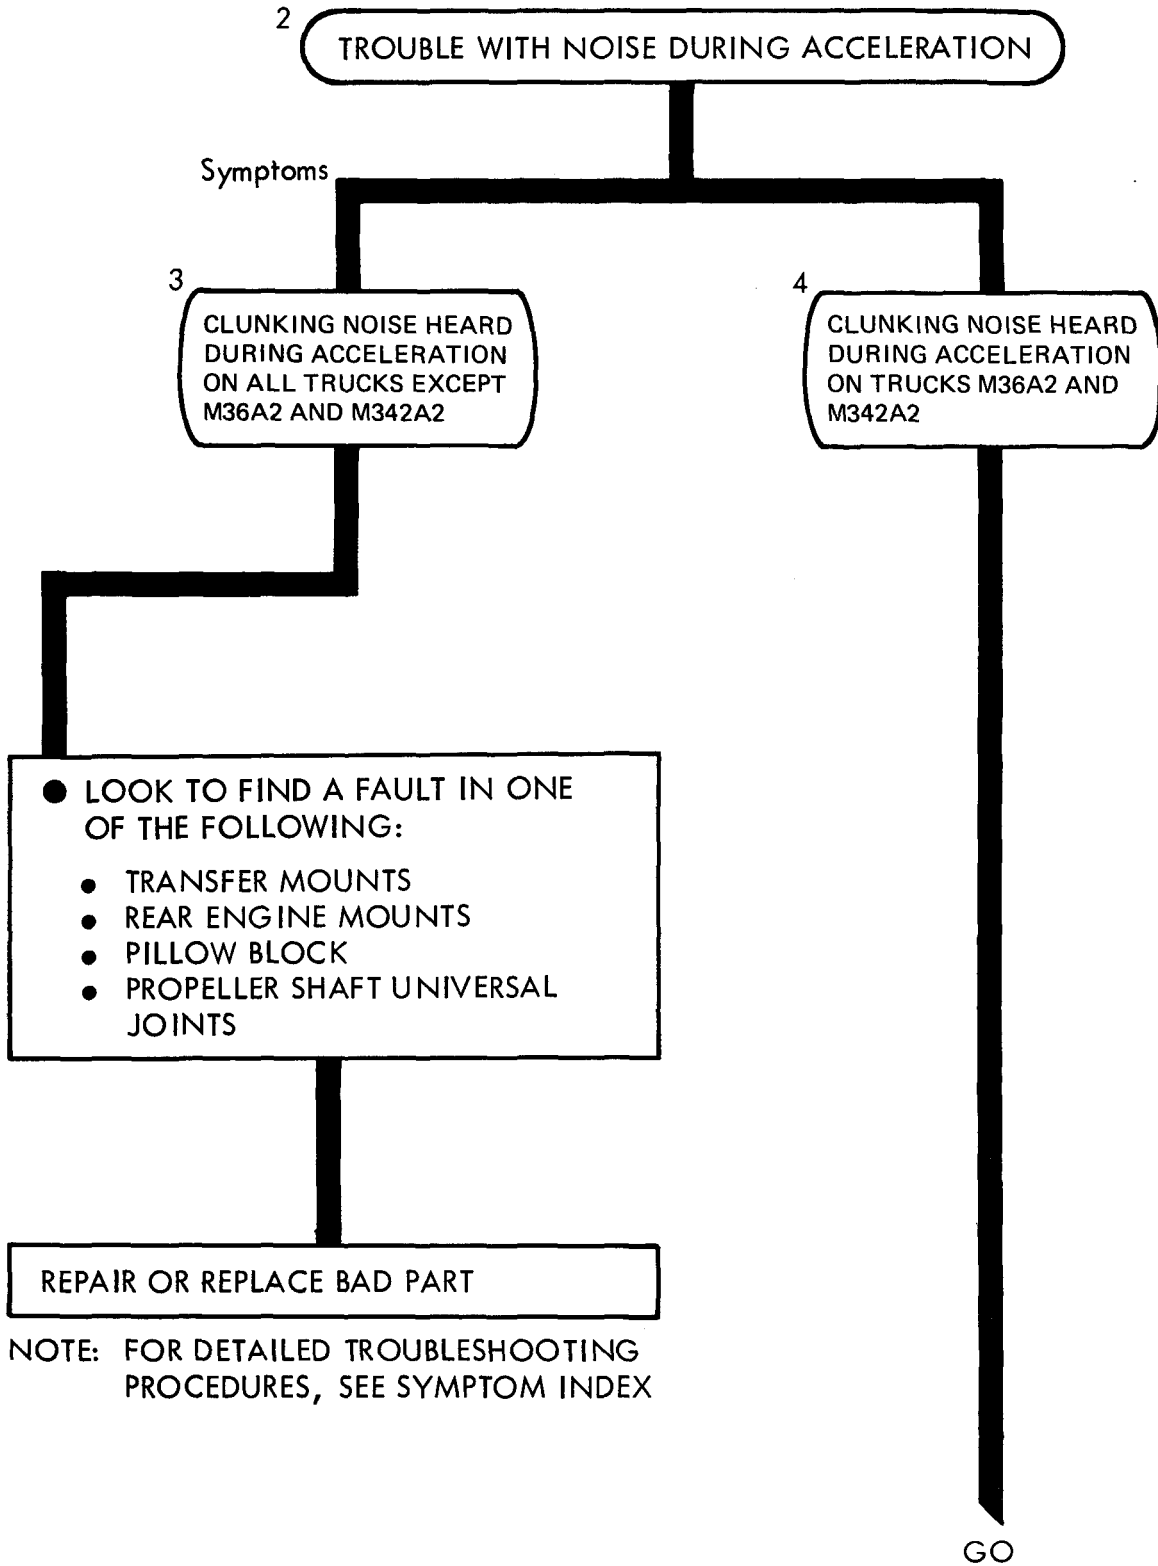 2
TROUBLE WITH NOISE DURING ACCELERATION
Symptoms
3
CLUNKING NOISE HEARD
DURING ACCELERATION
ON ALL TRUCKS EXCEPT
M36A2 AND M342A2
4
CLUNKING NOISE HEARD
DURING ACCELERATION
ON TRUCKS M36A2 AND
M342A2
● LOOK TO FIND A FAULT IN ONE
OF THE FOLLOWING:
● TRANSFER MOUNTS
● REAR ENGINE MOUNTS
● PILLOW BLOCK
● PROPELLER SHAFT UNIVERSAL
JOINTS
REPAIR OR REPLACE BAD PART
NOTE: FOR DETAILED TROUBLESHOOTING
PROCEDURES, SEE SYMPTOM INDEX
GO